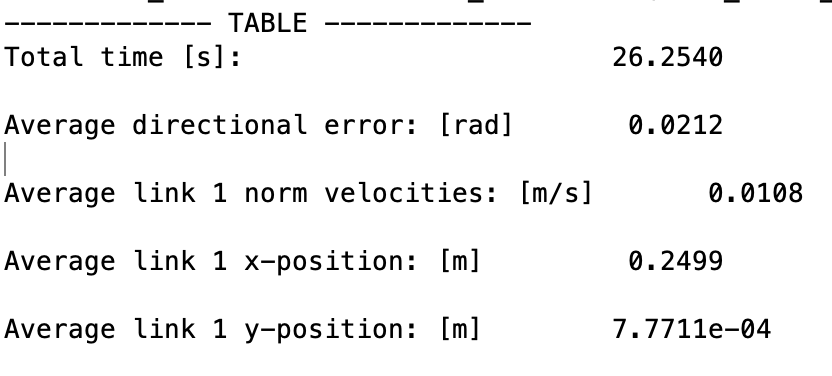 ------------- TABLE -------------
Total time [s]: 26.2540
Average directional error: [rad] 0.0212
Average link 1 norm velocities: [m/s] 0.0108
Average link 1 x-position: [m] 0.2499
Average link 1 y-position: [m] 7.7711e-04